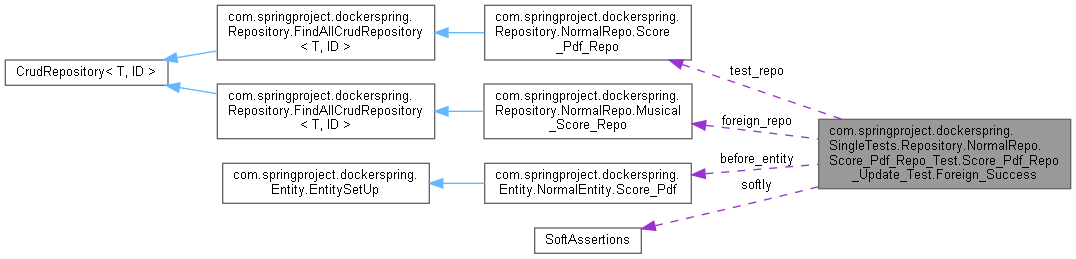 com.springproject.dockerspring.
Repository.FindAllCrudRepository
< T, ID >
com.springproject.dockerspring.
Repository.NormalRepo.Score
_Pdf_Repo
CrudRepository< T, ID >
test_repo
com.springproject.dockerspring.
Repository.FindAllCrudRepository
< T, ID >
com.springproject.dockerspring.
Repository.NormalRepo.Musical
_Score_Repo
foreign_repo
com.springproject.dockerspring.
SingleTests.Repository.NormalRepo.
Score_Pdf_Repo_Test.Score_Pdf_Repo
_Update_Test.Foreign_Success
before_entity
com.springproject.dockerspring.
Entity.EntitySetUp
com.springproject.dockerspring.
Entity.NormalEntity.Score_Pdf
softly
SoftAssertions